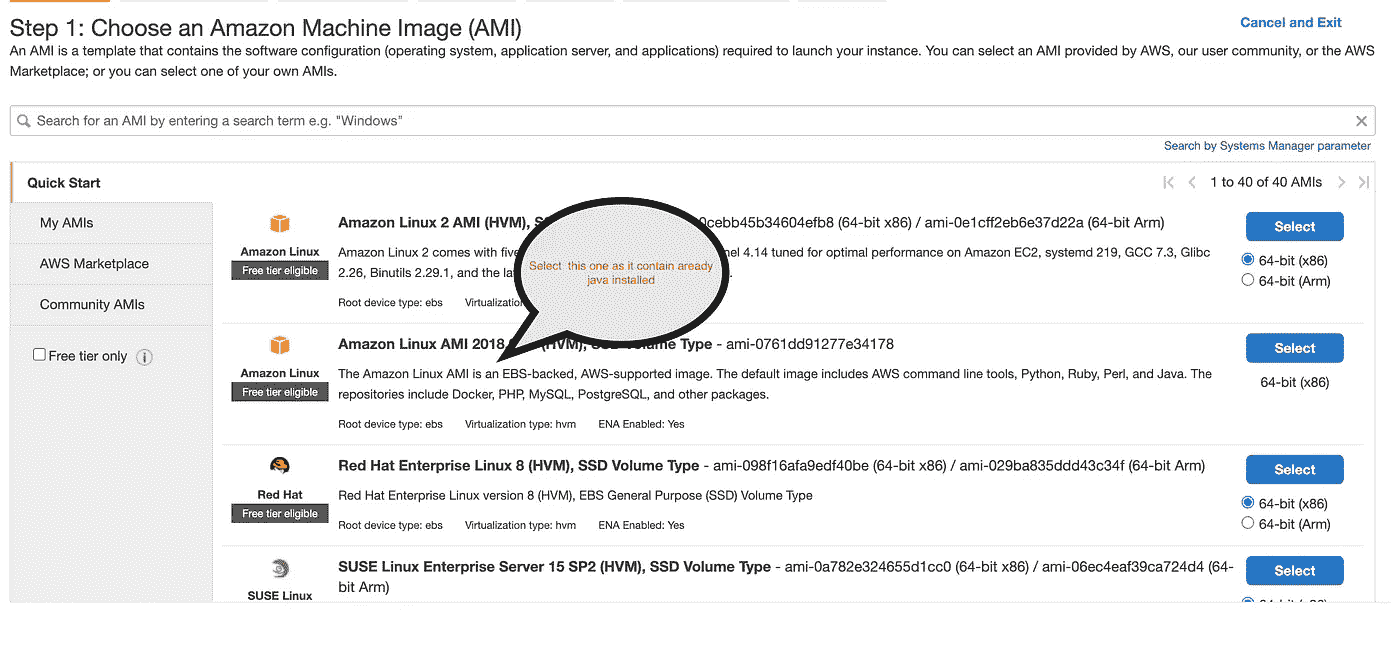 Step 1: Choose an Amazon Machine Image (AMI)
Cancel and Exit
An AMI is a template that contains the software configuration (operating system, application server, and applications) required to launch your instance. You can select an AMI provided by AWS, our user community, or the AWS
Marketplace; or you can select one of your own AMIs.
Search for an AMI by entering a search term e.g. "Windows"
Search by Systems Manager parameter
Quick Start
1 to 40 of 40 AMIs
My AMIs
AWS Marketplace
Community AMIs
Free tier only
Amazon Linux
Free tier eligible
Amazon Linux 2 AMI (HVM), 0cebb45b34604efb8 (64-bit x86) / ami-0e1cff2eb6e37d22a (64-bit Arm)
Amazon Linux 2 comes with five 4.14 tuned for optimal performance on Amazon EC2, systemd 219, GCC 7.3, Glibc
2.26, Binutils 2.29.1, and the
Root device type: ebs
Select
64-bit (x86)
64-bit (Arm)
Select this one as it contain aready
java installed
Amazon Linux
Free tier eligible
Amazon Linux AMI 2018 (HVM), SSD Volume Type - ami-0761dd91277e34178
The Amazon Linux AMI is an EBS-backed, AWS-supported image. The default image includes AWS command line tools, Python, Ruby, Perl, and Java. The
repositories include Docker, PHP, MySQL, PostgreSQL, and other packages.
Root device type: ebs Virtualization type: hvm ENA Enabled: Yes
Select
64-bit (x86)
Red Hat
Free tier eligible
Red Hat Enterprise Linux 8 (HVM), SSD Volume Type - ami-098f16afa9edf40be (64-bit x86) / ami-029ba835ddd43c34f (64-bit Arm)
Red Hat Enterprise Linux version 8 (HVM), EBS General Purpose (SSD) Volume Type
Root device type: ebs Virtualization type: hvm ENA Enabled: Yes
Select
64-bit (x86)
64-bit (Arm)
SUSE Linux
SUSE Linux Enterprise Server 15 SP2 (HVM), SSD Volume Type - ami-0a782e324655d1cc0 (64-bit x86) / ami-06ec4eaf39ca724d4 (64-
bit Arm)
Select